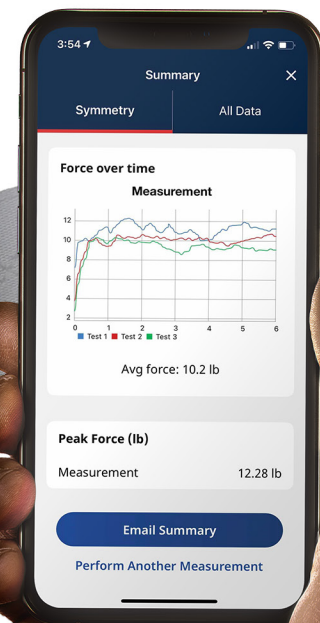 3:54
Summary ×
Symmetry All Data
Force over time
Measurement
12
10
8
6
4
2
0 1 2 3 4 5 6
Test 1 Test 2 Test 3
Avg force: 10.2 lb
Peak Force (lb)
Measurement 12.28 lb
Email Summary
Perform Another Measurement